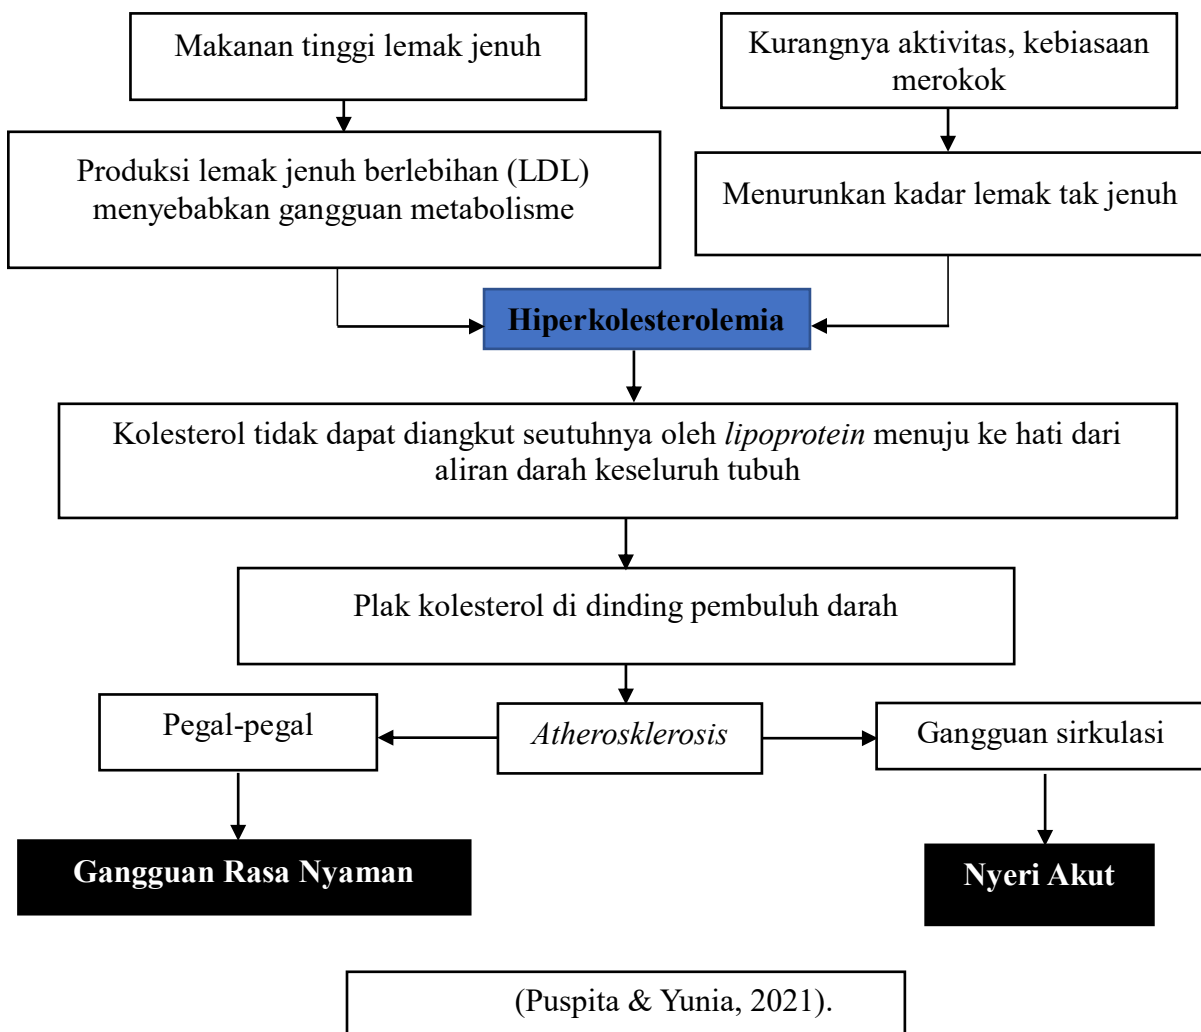 Makanan tinggi lemak jenuh
Kurangnya aktivitas, kebiasaan
merokok
Produksi lemak jenuh berlebihan (LDL)
menyebabkan gangguan metabolisme
Menurunkan kadar lemak tak jenuh
Hiperkolesterolemia
Kolesterol tidak dapat diangkut seutuhnya oleh lipoprotein menuju ke hati dari
aliran darah keseluruh tubuh
Plak kolesterol di dinding pembuluh darah
Pegal-pegal
Atherosklerosis
Gangguan sirkulasi
Gangguan Rasa Nyaman
Nyeri Akut
(Puspita & Yunia, 2021).